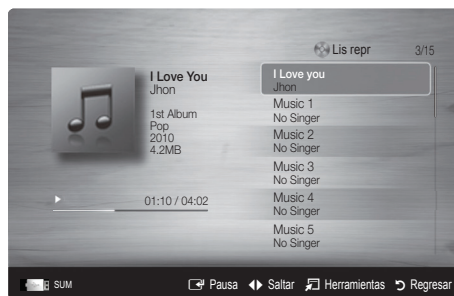 Lis repr 3/15
I Love You
Jhon
1st Album
Pop
2010
4.2MB
01:10 / 04:02
I Love you
Jhon
Music 1
No Singer
Music 2
No Singer
Music 3
No Singer
Music 4
No Singer
Music 5
No Singer
SUM Pausa Saltar Herramientas Regresar